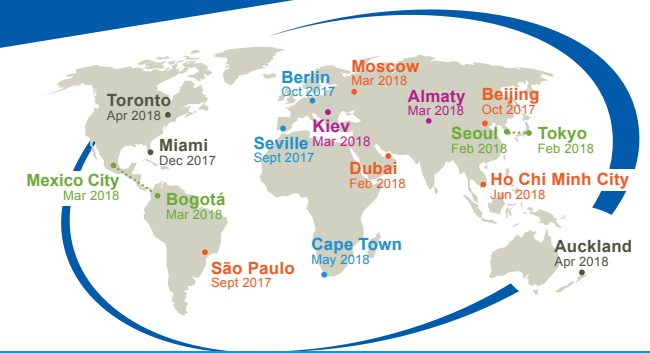 Moscow
Mar 2018
Berlin
Oct 2017
Almaty
Mar 2018
Beijing
Oct 2017
Toronto
Apr 2018
Kiev
Mar 2018
Seoul
Feb 2018
Tokyo
Feb 2018
Miami
Dec 2017
Seville
Sept 2017
Dubai
Feb 2018
Mexico City
Mar 2018
Ho Chi Minh City
Jun 2018
Bogotá
Mar 2018
Cape Town
May 2018
Auckland
Apr 2018
São Paulo
Sept 2017